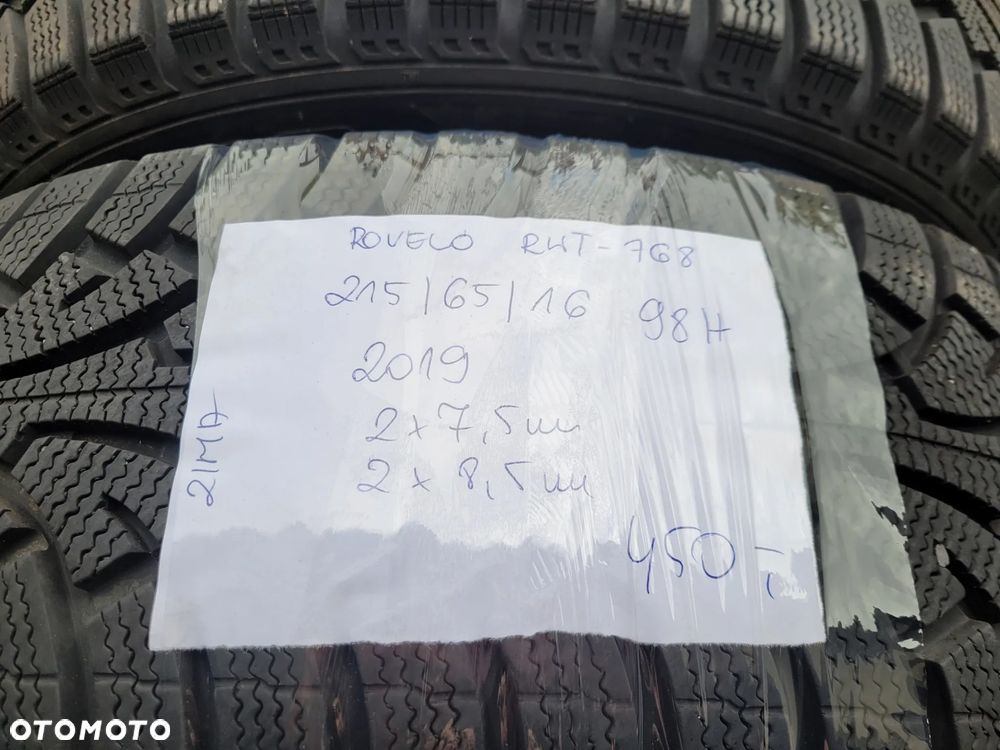 ROVELO RWT-768
215/65/16 98H
2019
2x7,5mm
2x8,5mm
ZIMA
450,-
OTOMOTO